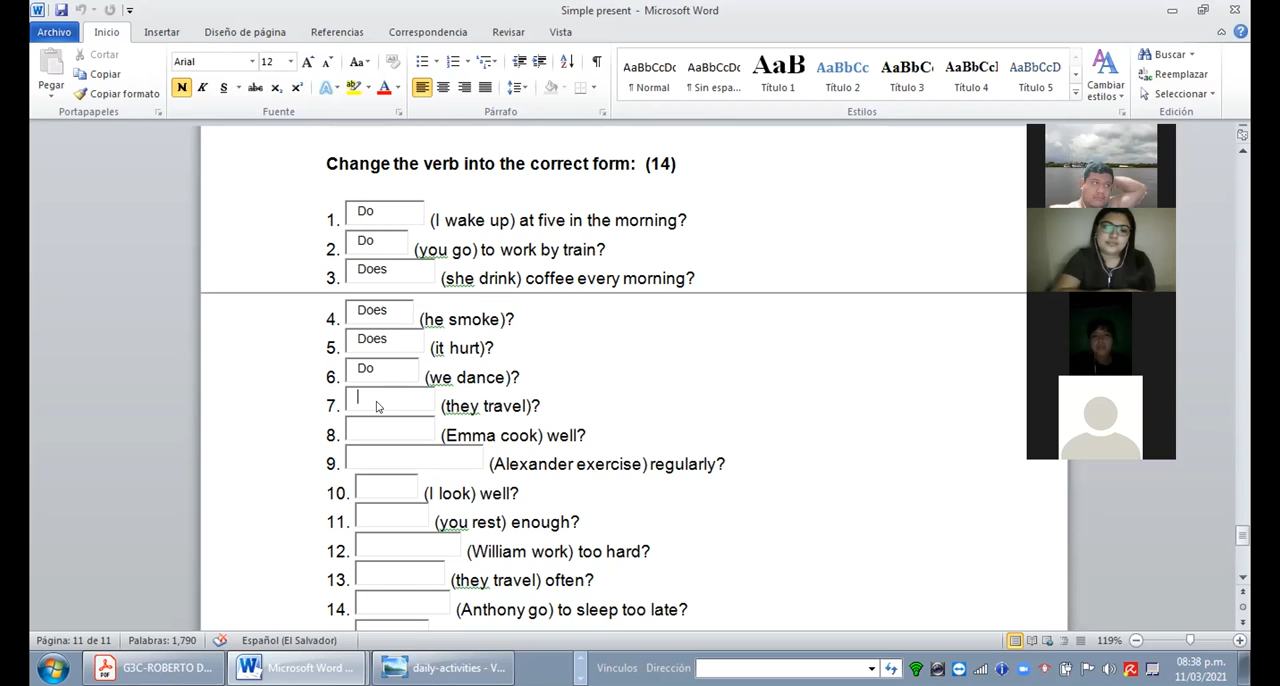 Simple present - Microsoft Word
Archivo Inicio Insertar Diseño de página Referencias Correspondencia Revisar Vista
Cortar
Copiar
Copiar formato
Pegar
Portapapeles
Arial 12
Fuente
Párrafo
AaBbCcDc AaBbCcDc AaB AaBbCc AaBbC AaBbCcI AaBbCcD
¶ Normal ¶ Sin espa... Título 1 Título 2 Título 3 Título 4 Título 5
Estilos
Cambiar estilos
Buscar
Reemplazar
Seleccionar
Edición
Change the verb into the correct form: (14)
1. Do (I wake up) at five in the morning?
2. Do (you go) to work by train?
3. Does (she drink) coffee every morning?
4. Does (he smoke)?
5. Does (it hurt)?
6. Do (we dance)?
7. (they travel)?
8. (Emma cook) well?
9. (Alexander exercise) regularly?
10. (I look) well?
11. (you rest) enough?
12. (William work) too hard?
13. (they travel) often?
14. (Anthony go) to sleep too late?
Página: 11 de 11 Palabras: 1,790 Español (El Salvador) 119%
G3C-ROBERTO D... Microsoft Word ... daily-activities - V... Vínculos Dirección 08:38 p.m.
11/03/2021